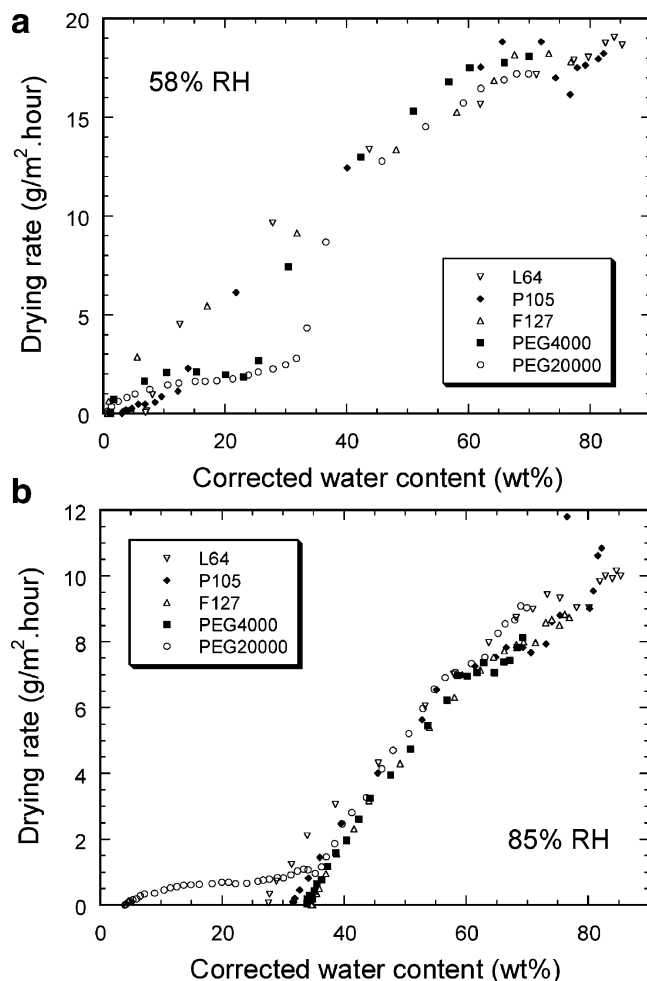 a
58% RH
Drying rate (g/m².hour)
20
15
10
5
0
L64
P105
F127
PEG4000
PEG20000
0 20 40 60 80
Corrected water content (wt%)
b
12
10
8
6
4
2
0
L64
P105
F127
PEG4000
PEG20000
Drying rate (g/m².hour)
85% RH
0 20 40 60 80
Corrected water content (wt%)